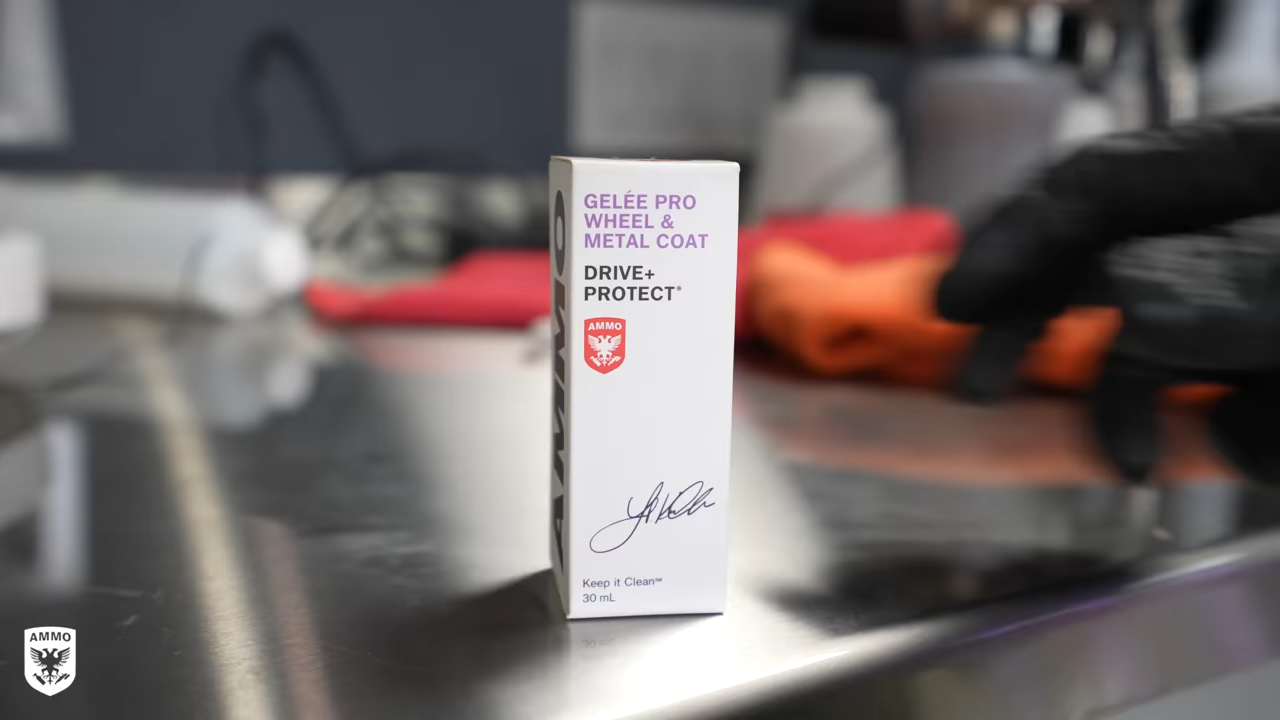 GELÉE PRO
WHEEL &
METAL COAT
DRIVE+
PROTECT®
AMMO
AMMO
Keep it Clean℠
30 mL
AMMO